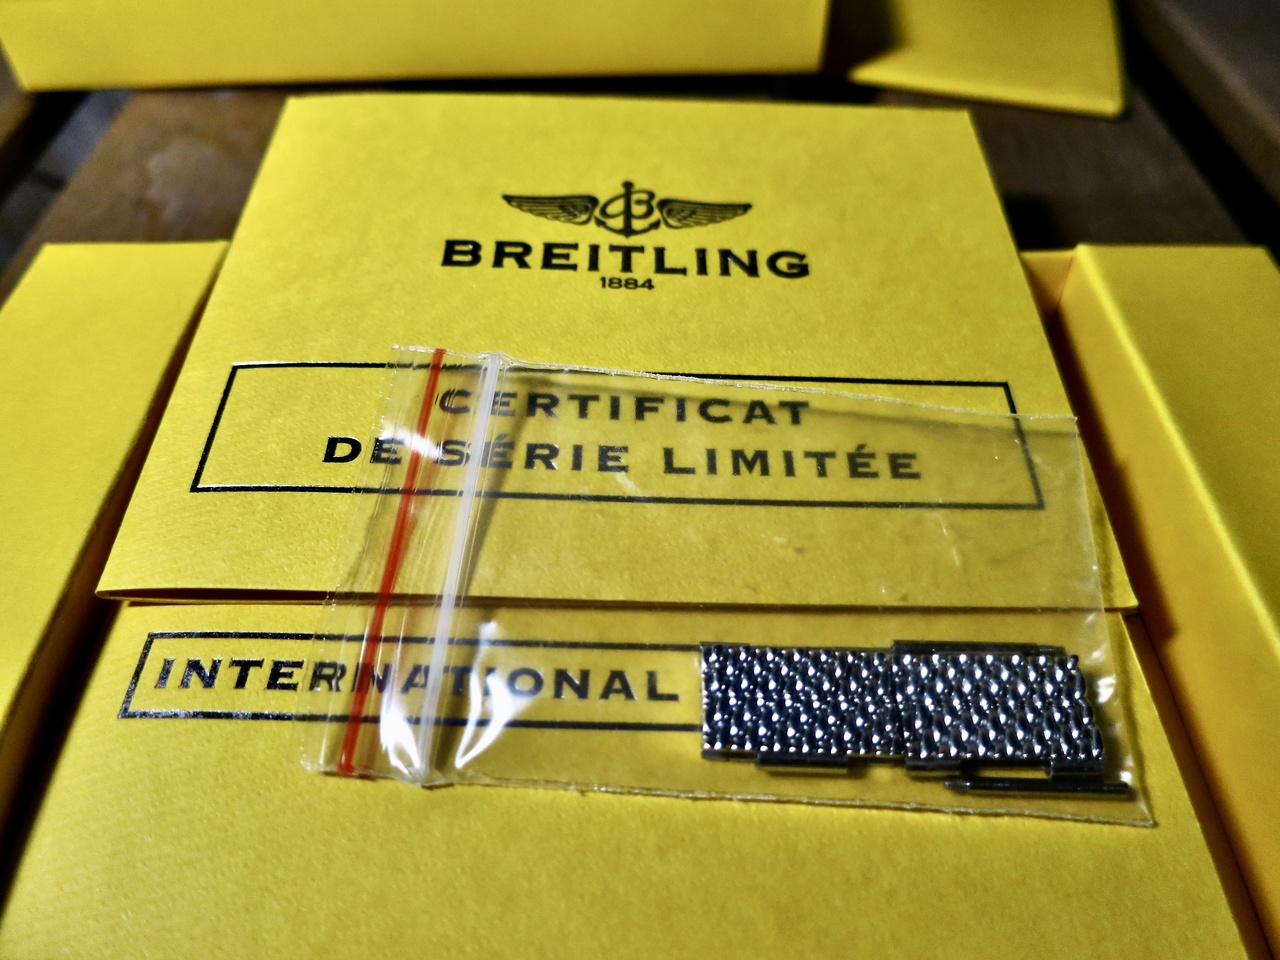 BREITLING
1884
CERTIFICAT
DE SÉRIE LIMITÉE
INTERNATIONAL